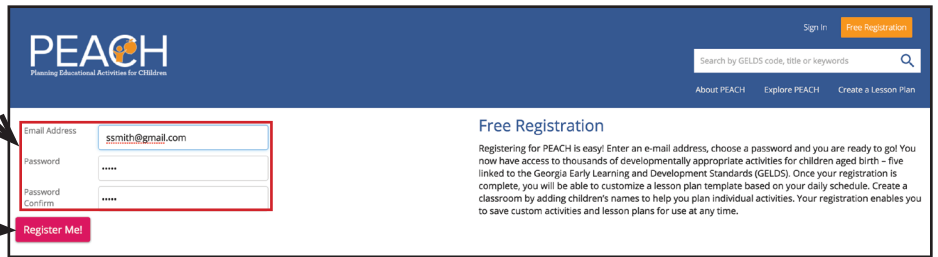 Sign In Free Registration
PEACH
Planning Educational Activities for CHildren
Search by GELDS code, title or keywords
About PEACH Explore PEACH Create a Lesson Plan
Email Address ssmith@gmail.com
Password •••••
Password
Confirm •••••
Register Me!
Free Registration
Registering for PEACH is easy! Enter an e-mail address, choose a password and you are ready to go! You
now have access to thousands of developmentally appropriate activities for children aged birth – five
linked to the Georgia Early Learning and Development Standards (GELDS). Once your registration is
complete, you will be able to customize a lesson plan template based on your daily schedule. Create a
classroom by adding children's names to help you plan individual activities. Your registration enables you
to save custom activities and lesson plans for use at any time.